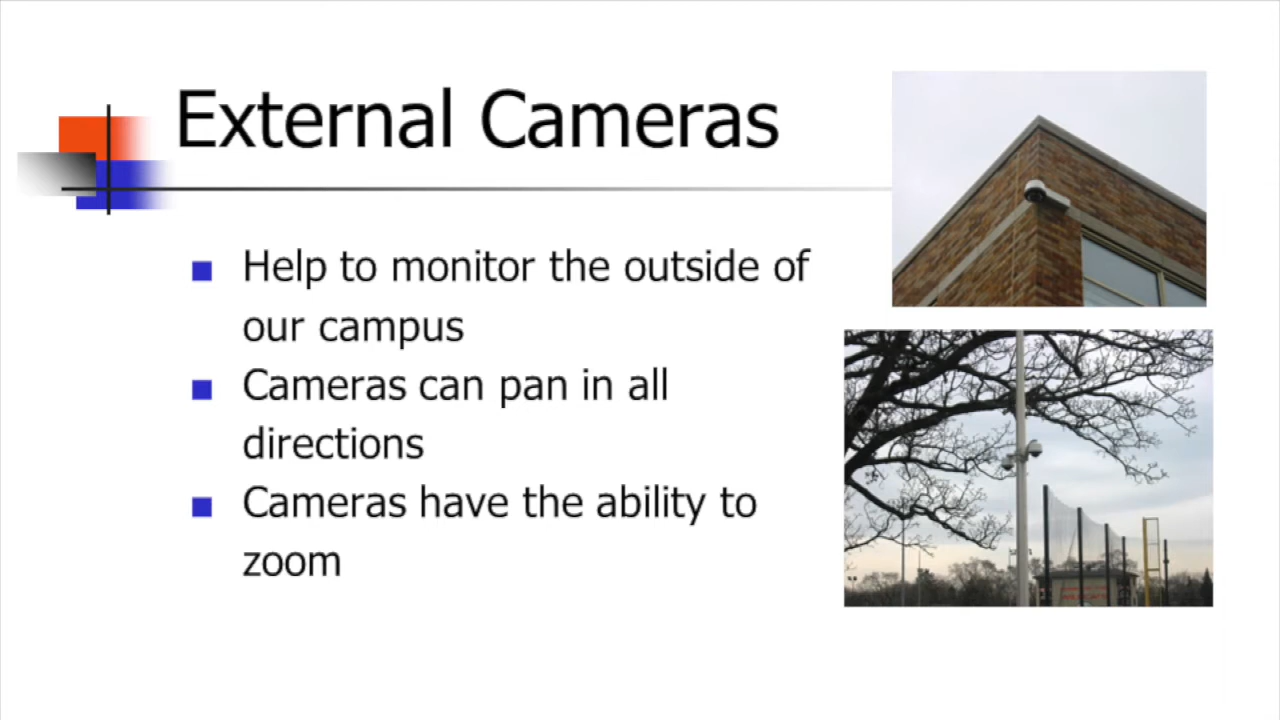 External Cameras
Help to monitor the outside of
our campus
Cameras can pan in all
directions
Cameras have the ability to
zoom